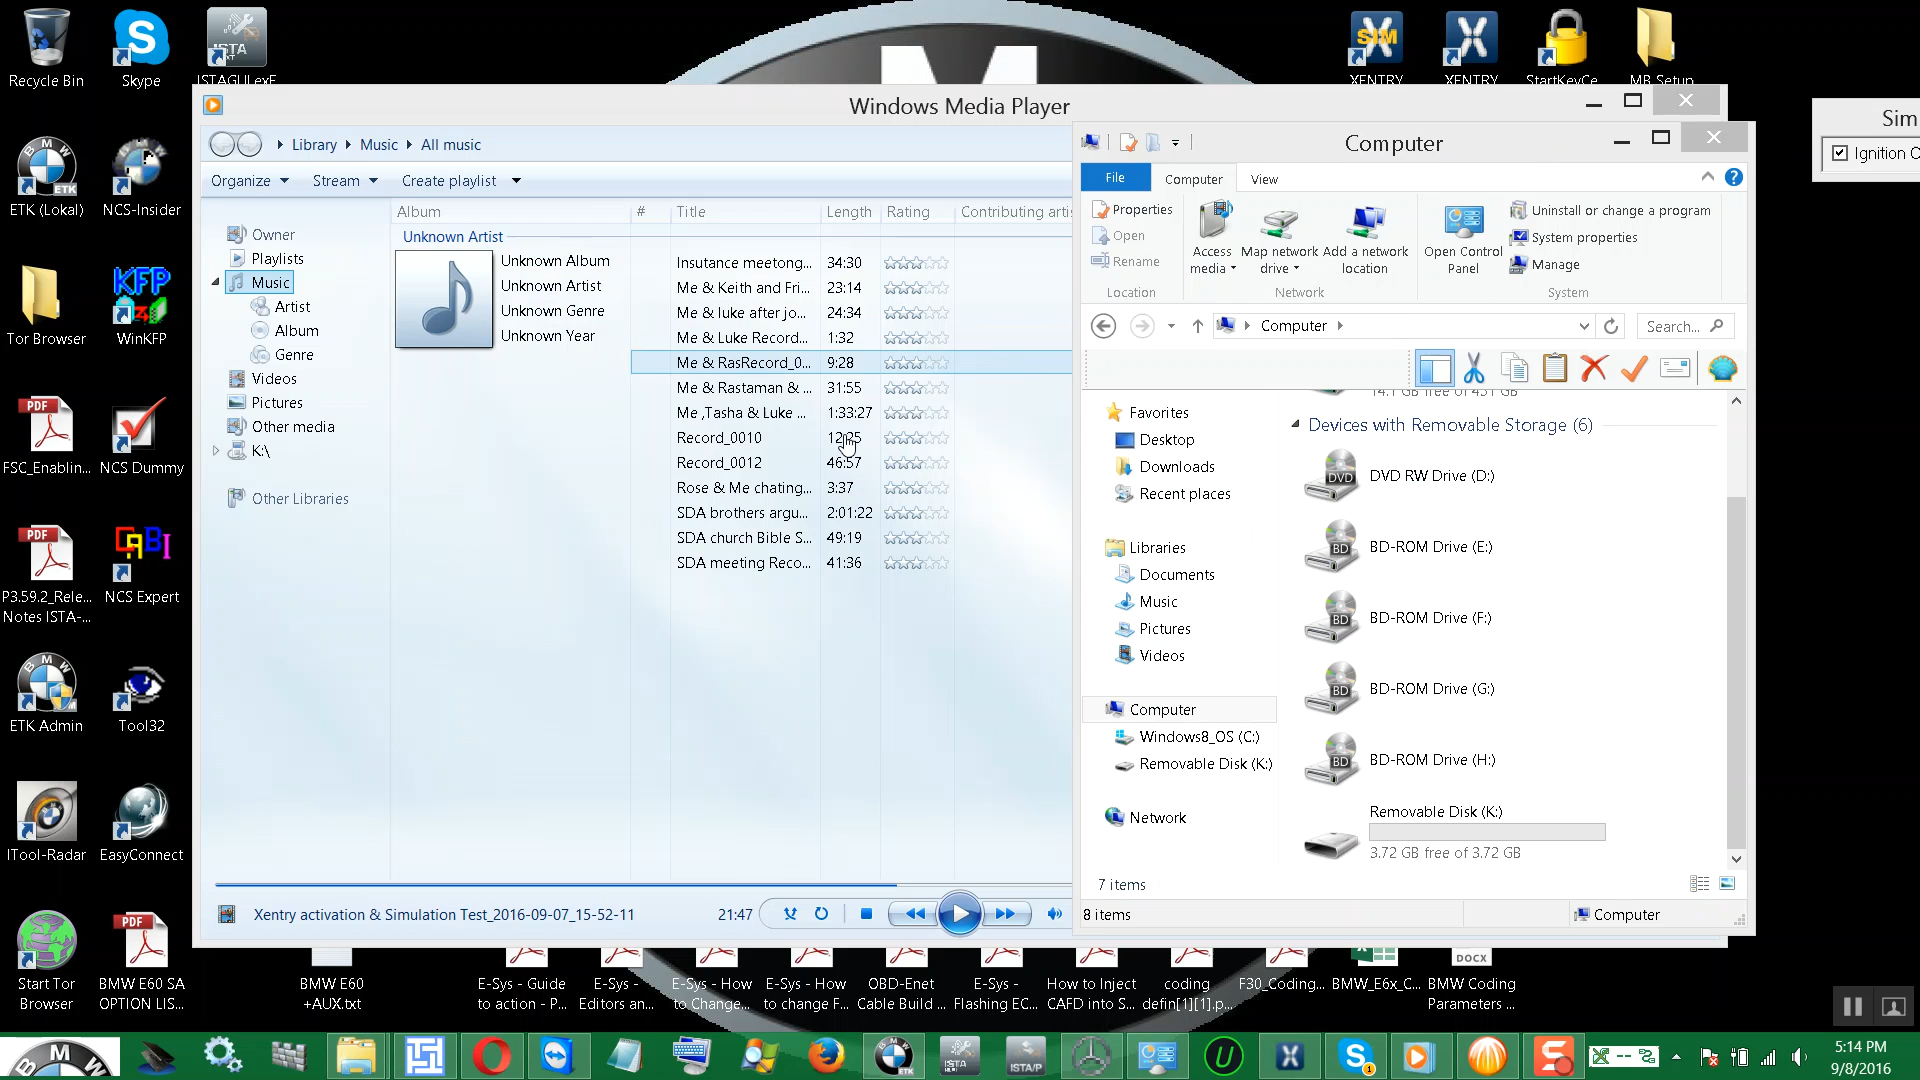 Recycle Bin
Skype
ISTAGUI.exE
XENTRY
XENTRY
StartKeyCe
MB Setup
ETK (Lokal)
NCS-Insider
Tor Browser
WinKFP
FSC_Enablin...
NCS Dummy
P3.59.2_Rele...
Notes ISTA-...
NCS Expert
ETK Admin
Tool32
ITool-Radar
EasyConnect
Start Tor
Browser
BMW E60 SA
OPTION LIS...
BMW E60
+AUX.txt
E-Sys - Guide
to action - P...
E-Sys -
Editors an...
E-Sys - How
to Change...
E-Sys - How
to change F...
OBD-Enet
Cable Build ...
E-Sys -
Flashing EC...
How to Inject
CAFD into S...
coding
defin[1][1].p...
F30_Coding...
BMW_E6x_C...
BMW Coding
Parameters ...
Windows Media Player
Library
Music
All music
Organize
Stream
Create playlist
Album
#
Title
Length
Rating
Contributing artis
Owner
Playlists
Music
Artist
Album
Genre
Videos
Pictures
Other media
K:\
Other Libraries
Unknown Artist
Unknown Album
Unknown Artist
Unknown Genre
Unknown Year
Insutance meetong... 34:30
Me & Keith and Fri... 23:14
Me & luke after jo... 24:34
Me & Luke Record... 1:32
Me & RasRecord_0... 9:28
Me & Rastaman & ... 31:55
Me ,Tasha & Luke ... 1:33:27
Record_0010 12:25
Record_0012 46:57
Rose & Me chating... 3:37
SDA brothers argu... 2:01:22
SDA church Bible S... 49:19
SDA meeting Reco... 41:36
Xentry activation & Simulation Test_2016-09-07_15-52-11
21:47
Computer
File
Computer
View
Properties
Open
Rename
Location
Access
media
Map network
drive
Add a network
location
Network
Open Control
Panel
Uninstall or change a program
System properties
Manage
System
Computer
Search...
Favorites
Desktop
Downloads
Recent places
Libraries
Documents
Music
Pictures
Videos
Computer
Windows8_OS (C:)
Removable Disk (K:)
Network
14.1 GB free of 451 GB
Devices with Removable Storage (6)
DVD RW Drive (D:)
BD-ROM Drive (E:)
BD-ROM Drive (F:)
BD-ROM Drive (G:)
BD-ROM Drive (H:)
Removable Disk (K:)
3.72 GB free of 3.72 GB
7 items
8 items
Computer
Sim
Ignition C
5:14 PM
9/8/2016